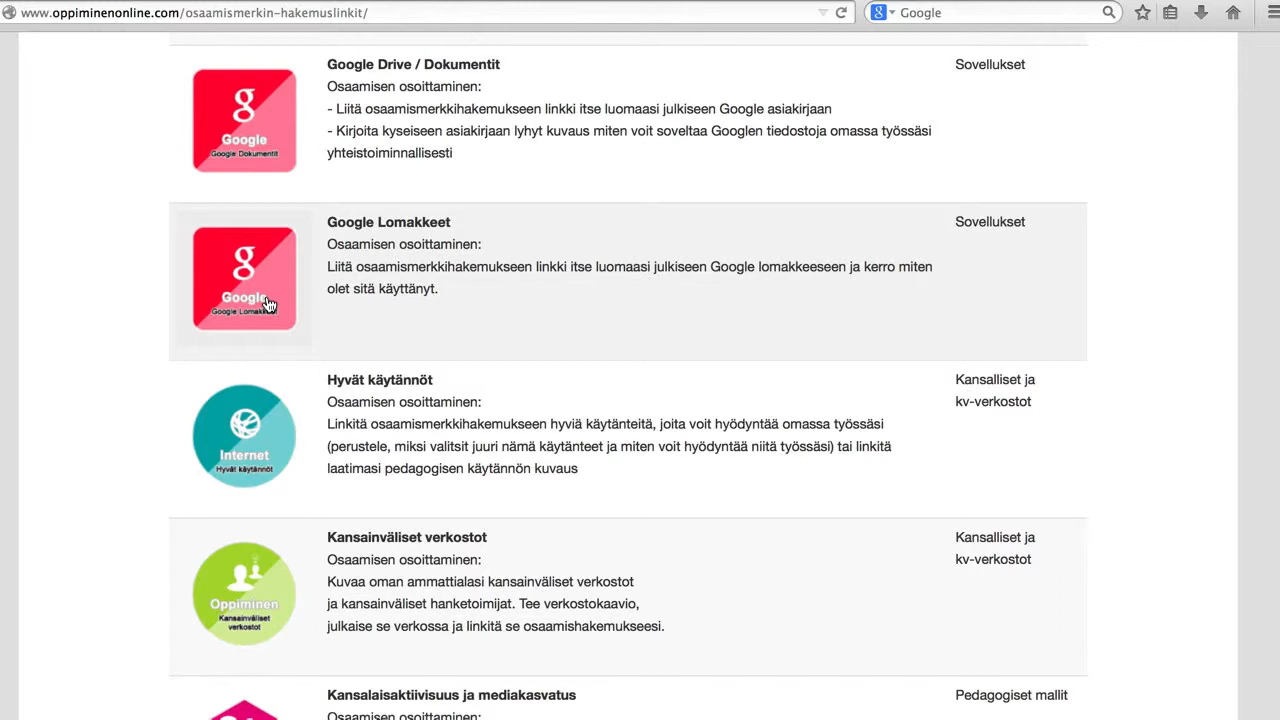 www.oppiminenonline.com/osaamismerkin-hakemuslinkit/
Google
Google Drive / Dokumentit
Sovellukset
Osaamisen osoittaminen:
- Liitä osaamismerkkihakemukseen linkki itse luomaasi julkiseen Google asiakirjaan
- Kirjoita kyseiseen asiakirjaan lyhyt kuvaus miten voit soveltaa Googlen tiedostoja omassa työssäsi
yhteistoiminnallisesti
g
Google
Google Dokumentit
Google Lomakkeet
Sovellukset
Osaamisen osoittaminen:
Liitä osaamismerkkihakemukseen linkki itse luomaasi julkiseen Google lomakkeeseen ja kerro miten
olet sitä käyttänyt.
g
Google
Google Lomakkeet
Hyvät käytännöt
Kansalliset ja
kv-verkostot
Osaamisen osoittaminen:
Linkitä osaamismerkkihakemukseen hyviä käytänteitä, joita voit hyödyntää omassa työssäsi
(perustele, miksi valitsit juuri nämä käytänteet ja miten voit hyödyntää niitä työssäsi) tai linkitä
laatimasi pedagogisen käytännön kuvaus
Internet
Hyvät käytännöt
Kansainväliset verkostot
Kansalliset ja
kv-verkostot
Osaamisen osoittaminen:
Kuvaa oman ammattialasi kansainväliset verkostot
ja kansainväliset hanketoimijat. Tee verkostokaavio,
julkaise se verkossa ja linkitä se osaamishakemukseesi.
Oppiminen
Kansainväliset
verkostot
Kansalaisaktiivisuus ja mediakasvatus
Pedagogiset mallit
Osaamisen osoittaminen: